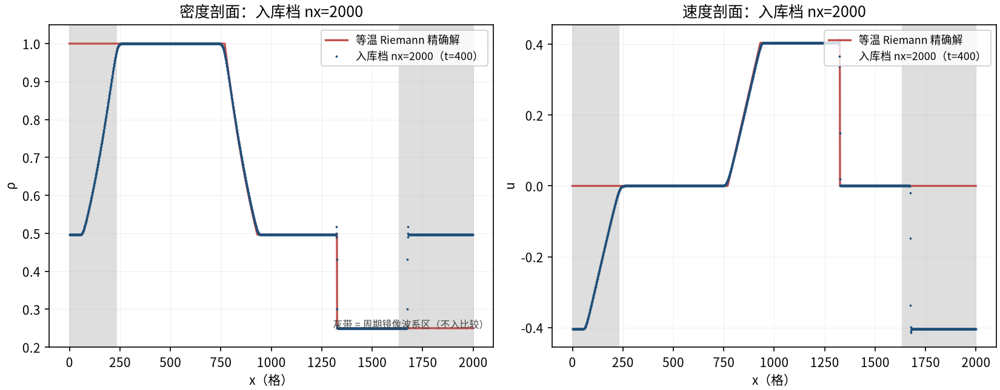 密度剖面：入库档 nx=2000
等温 Riemann 精确解
入库档 nx=2000（t=400）
ρ
1.0
0.9
0.8
0.7
0.6
0.5
0.4
0.3
0.2
灰带 = 周期镜像波系区（不入比较）
0 250 500 750 1000 1250 1500 1750 2000
x（格）
速度剖面：入库档 nx=2000
等温 Riemann 精确解
入库档 nx=2000（t=400）
u
0.4
0.2
0.0
-0.2
-0.4
0 250 500 750 1000 1250 1500 1750 2000
x（格）